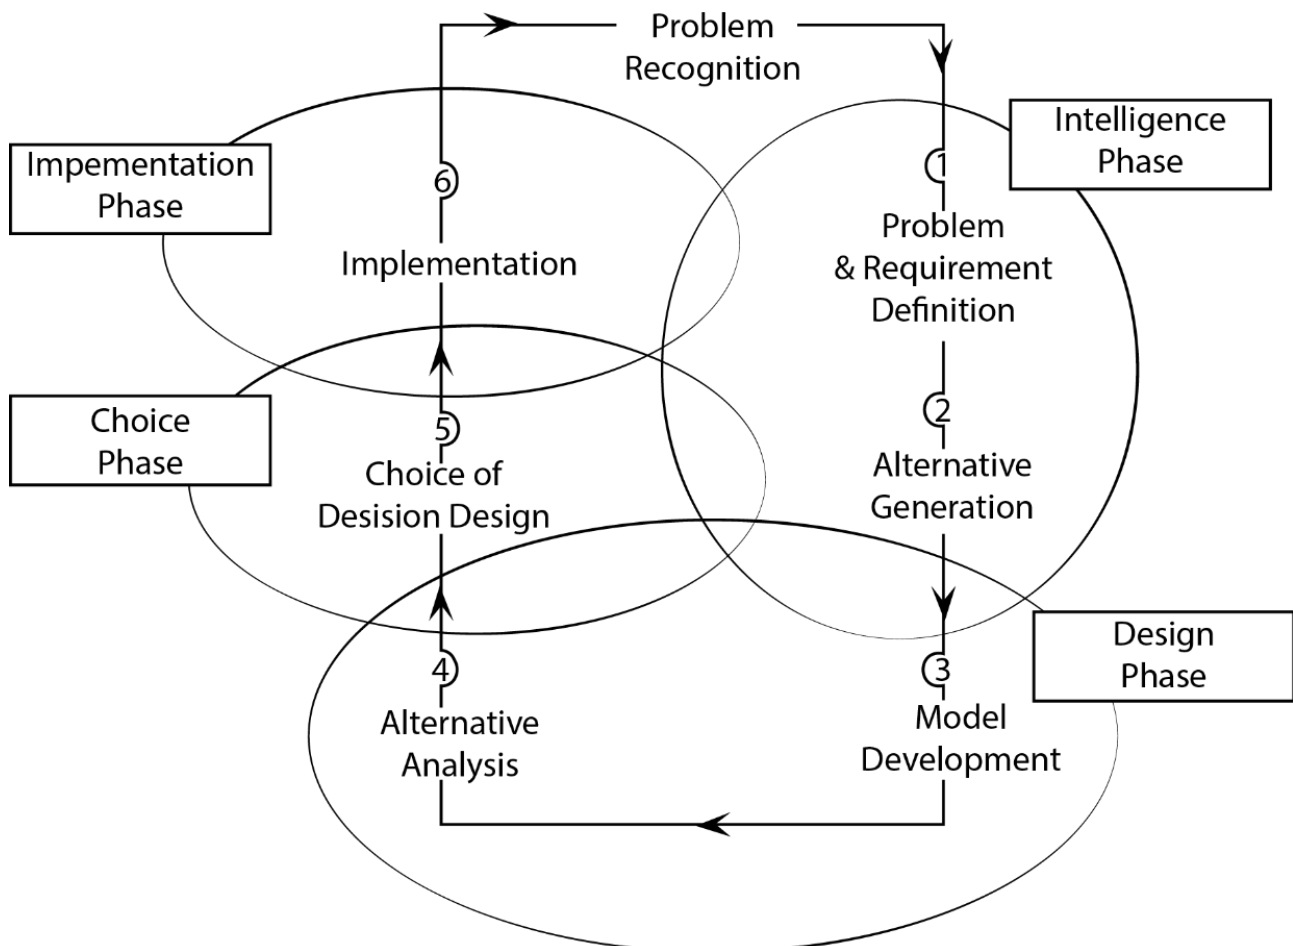 Problem
Recognition
Impementation
Phase
Intelligence
Phase
6
1
Implementation
Problem
& Requirement
Definition
Choice
Phase
5
2
Choice of
Desision Design
Alternative
Generation
Design
Phase
4
3
Alternative
Analysis
Model
Development